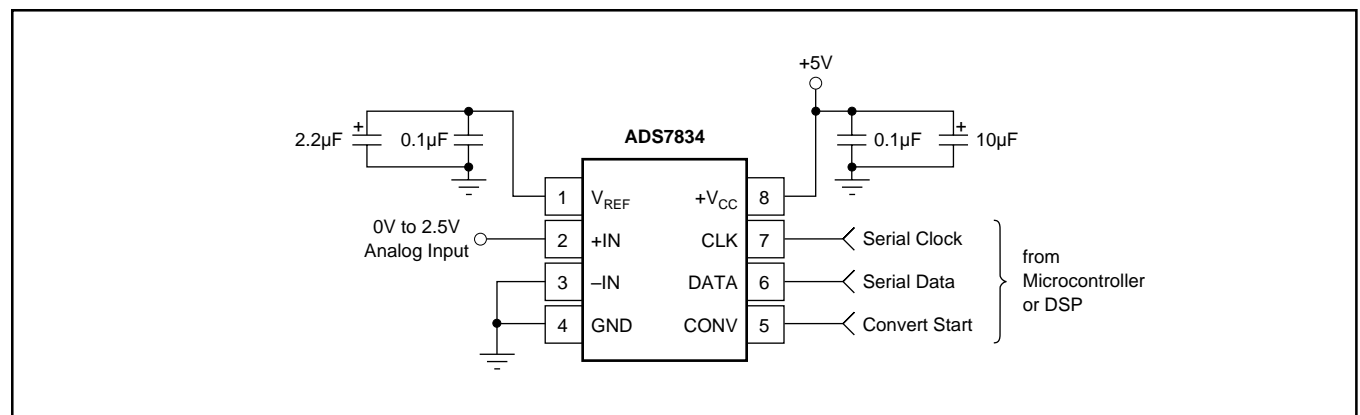 +5V
2.2µF
+
0.1µF
ADS7834
0.1µF
+
10µF
1
VREF
+VCC
8
0V to 2.5V
Analog Input
2
+IN
CLK
7
Serial Clock
3
–IN
DATA
6
Serial Data
4
GND
CONV
5
Convert Start
from
Microcontroller
or DSP